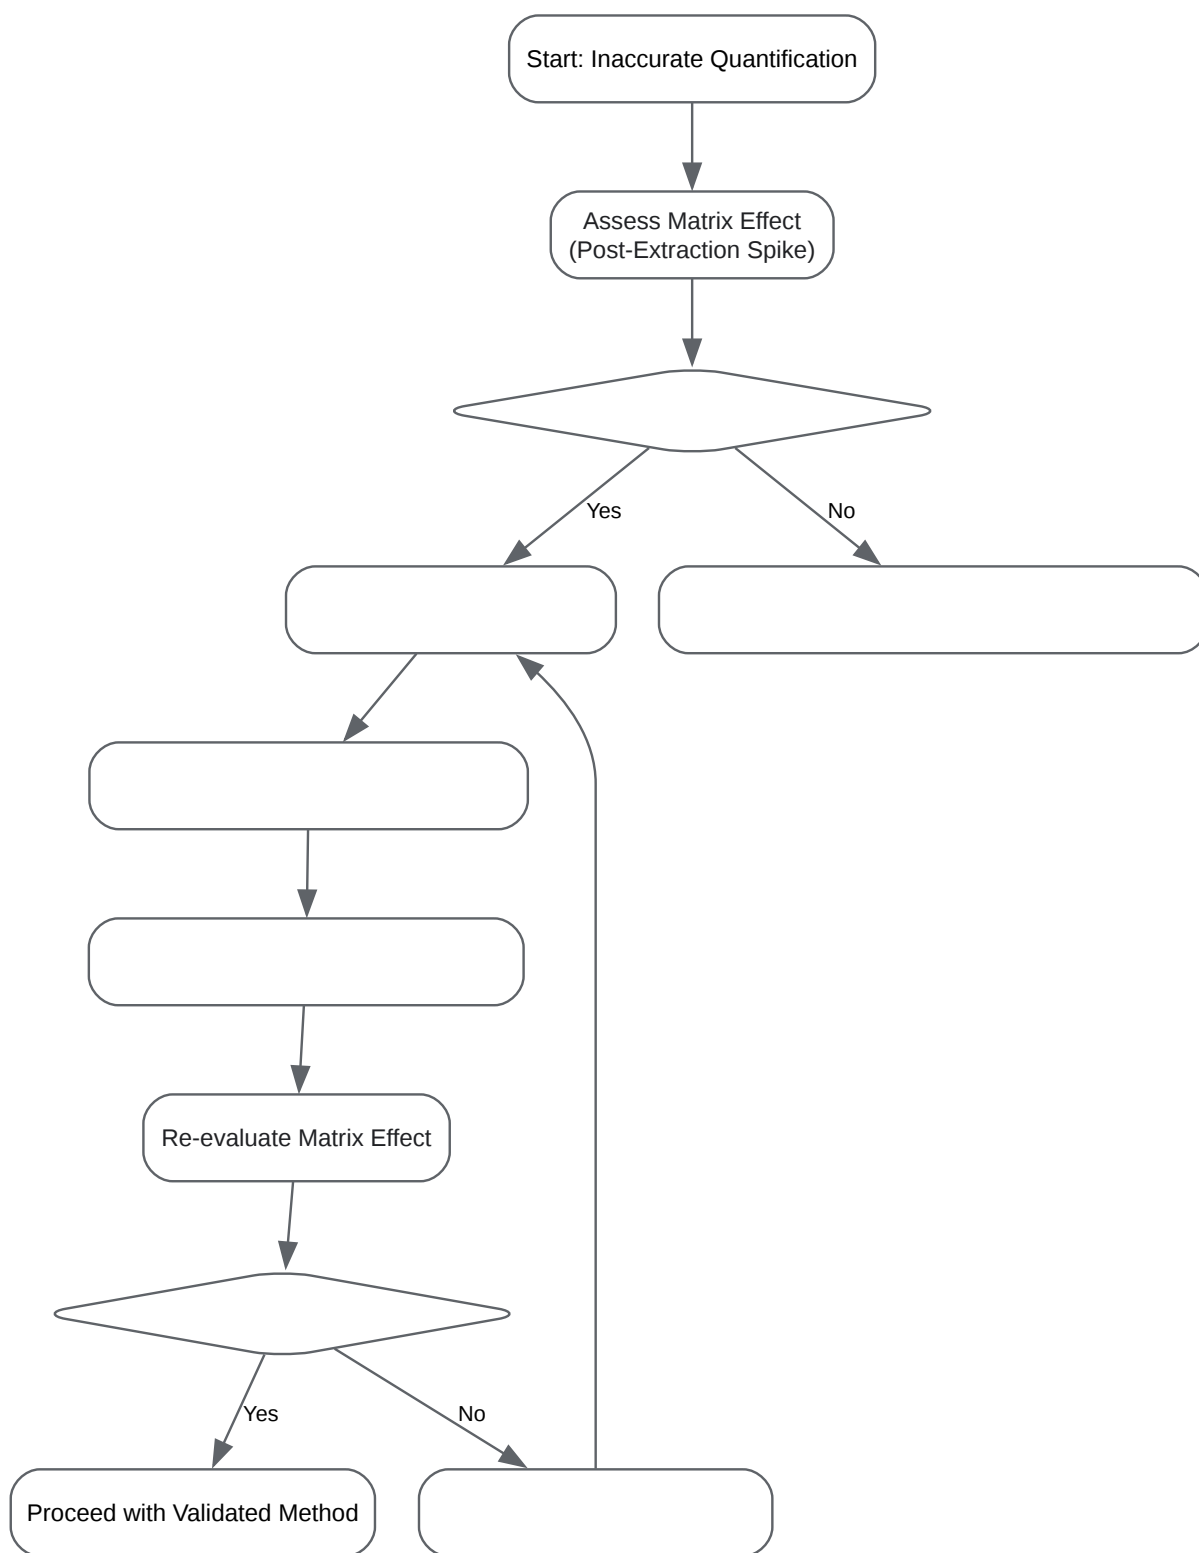 Start: Inaccurate Quantification
Assess Matrix Effect
(Post-Extraction Spike)
Yes
No
Re-evaluate Matrix Effect
Yes
No
Proceed with Validated Method